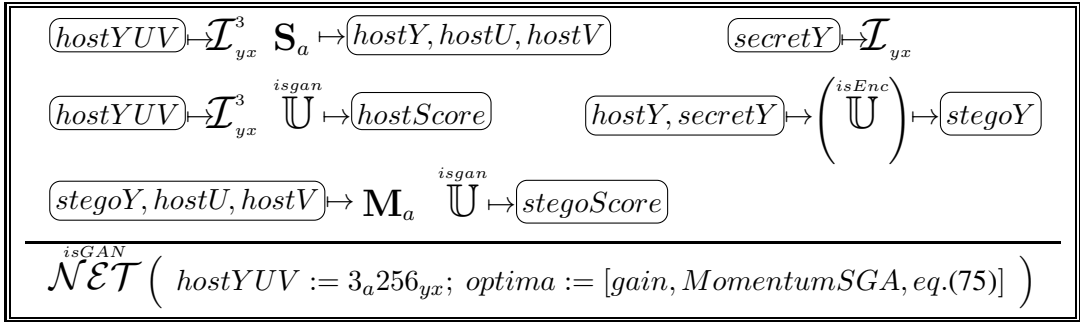 hostYUV ↦ 𝓘³_yx S_a ↦ hostY, hostU, hostV secretY ↦ 𝓘_yx
hostYUV ↦ 𝓘³_yx 𝕌^isgan ↦ hostScore hostY, secretY ↦ ( 𝕌^isEnc ) ↦ stegoY
stegoY, hostU, hostV ↦ M_a 𝕌^isgan ↦ stegoScore
𝓝𝓔𝓣^isGAN ( hostYUV := 3_a256_yx; optima := [gain, MomentumSGA, eq.(75)] )